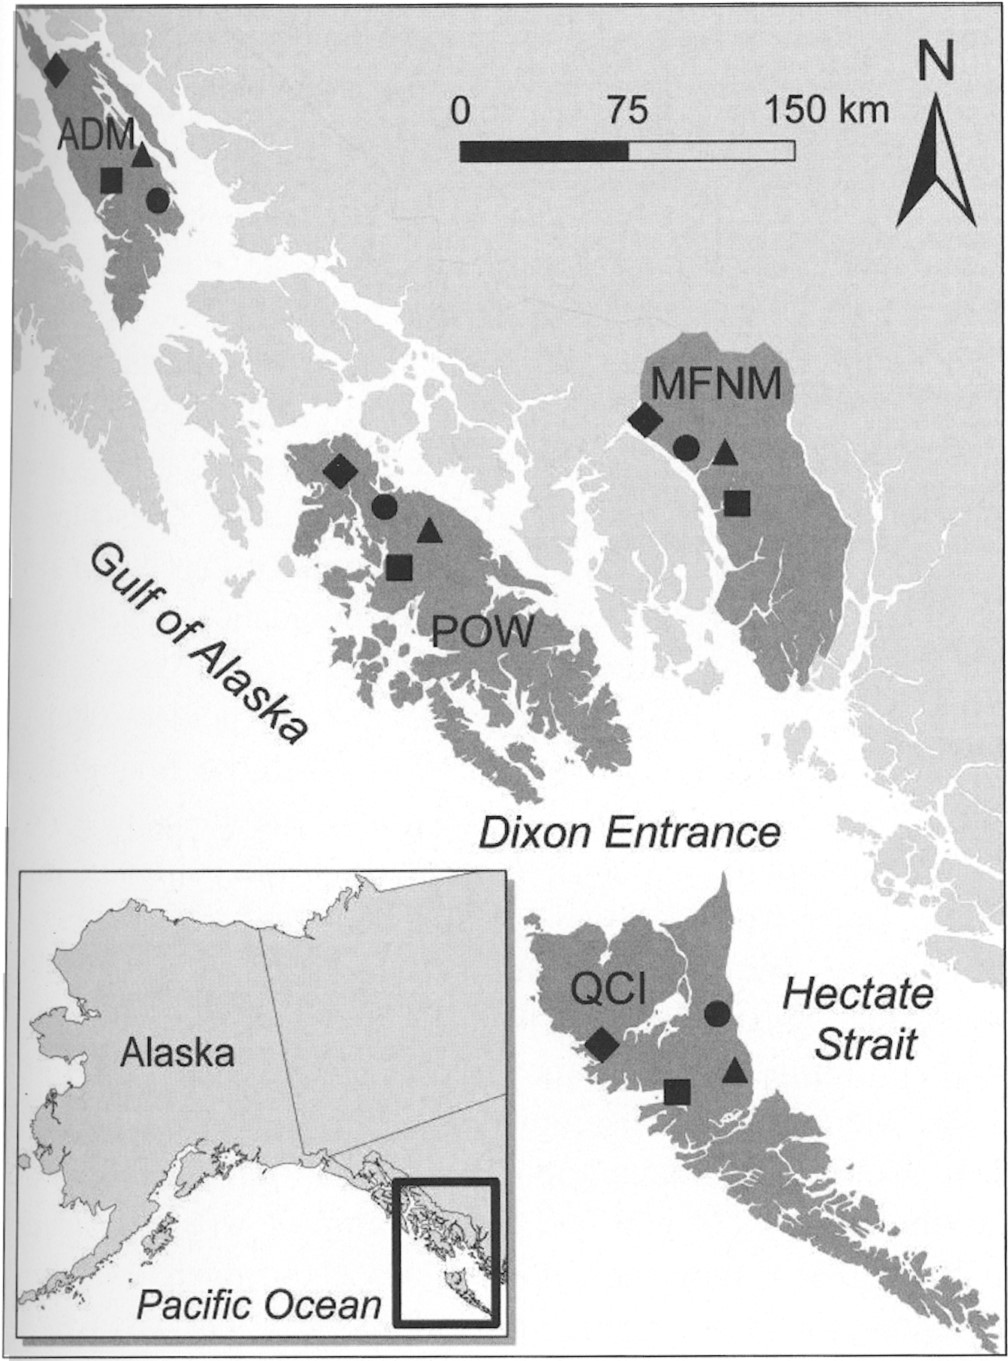 N
0 75 150 km
ADM
MFNM
Gulf of Alaska
POW
Dixon Entrance
QCI
Hectate
Strait
Alaska
Pacific Ocean